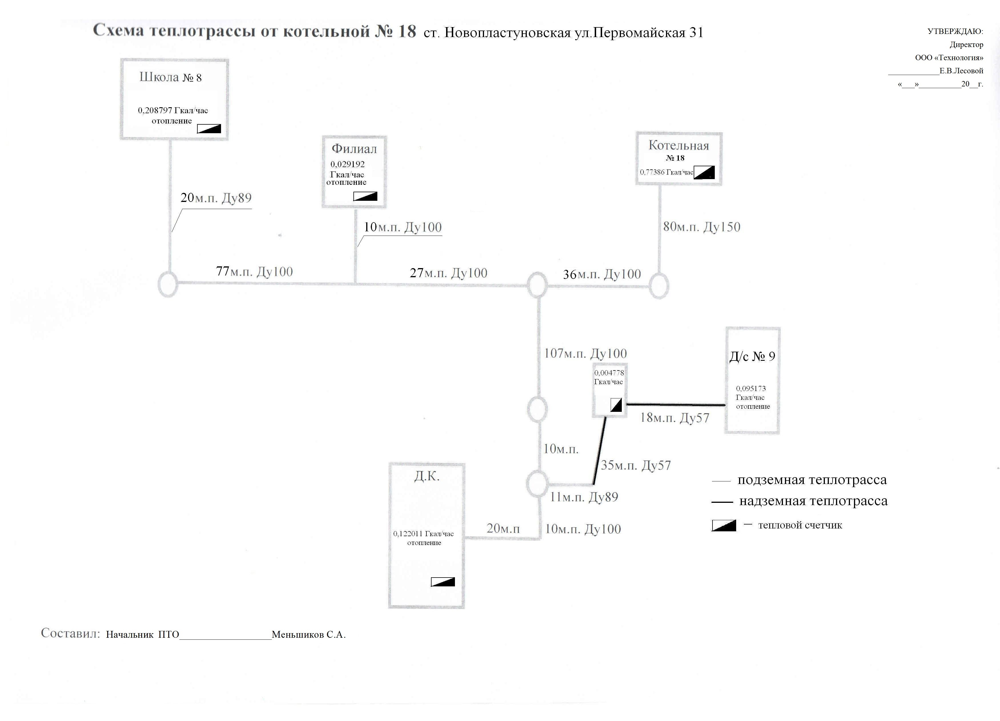 Схема теплотрассы от котельной № 18 ст. Новопластуновская ул.Первомайская 31
УТВЕРЖДАЮ:
Директор
ООО «Технология»
____________Е.В.Лесовой
«___»__________20__г.
Школа № 8
0,208797 Гкал/час
отопление
Филиал
0,029192
Гкал/час
отопление
Котельная
№ 18
0,77386 Гкал/час
20м.п. Ду89
10м.п. Ду100
80м.п. Ду150
77м.п. Ду100
27м.п. Ду100
36м.п. Ду100
107м.п. Ду100
0,004778
Гкал/час
Д/с № 9
0,095173
Гкал/час
отопление
18м.п. Ду57
10м.п.
35м.п. Ду57
11м.п. Ду89
Д.К.
0,122011 Гкал/час
отопление
20м.п
10м.п. Ду100
подземная теплотрасса
надземная теплотрасса
– тепловой счетчик
Составил: Начальник ПТО__________________Меньшиков С.А.